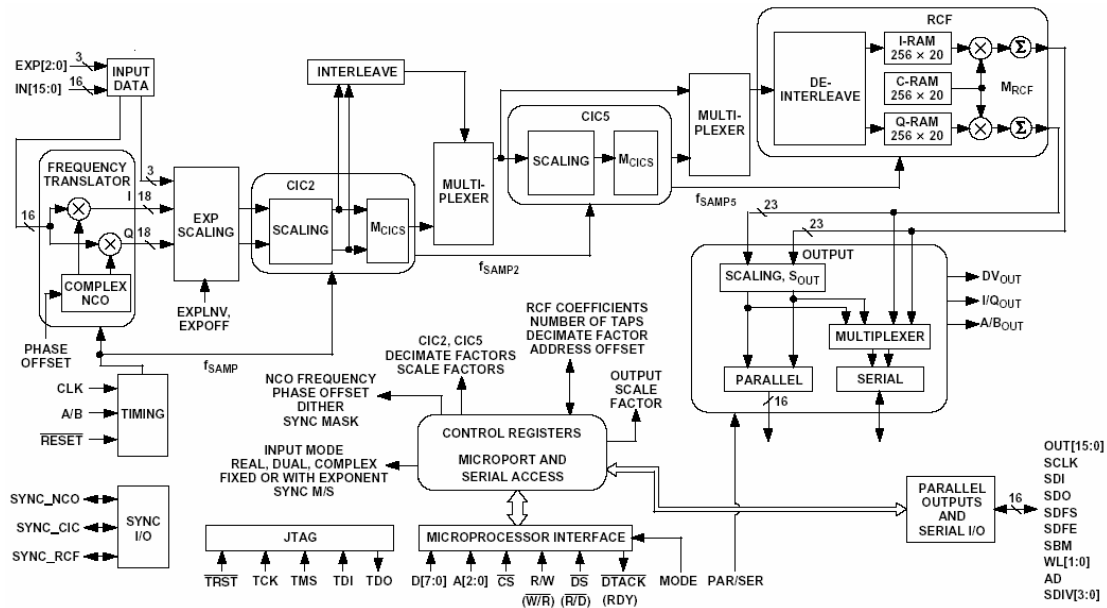 RCF
EXP[2:0]
3
IN[15:0]
16
INPUT
DATA
INTERLEAVE
MULTI-
PLEXER
DE-
INTERLEAVE
I-RAM
256 × 20
C-RAM
256 × 20
Q-RAM
256 × 20
× Σ
MRCF
× Σ
FREQUENCY
TRANSLATOR
3
16
I 18
Q 18
×
×
COMPLEX
NCO
EXP
SCALING
CIC2
SCALING
MCICS
MULTI-
PLEXER
CIC5
SCALING
MCICS
fSAMP5
fSAMP2
23
23
OUTPUT
SCALING, SOUT
MULTIPLEXER
PARALLEL
SERIAL
16
DVOUT
I/QOUT
A/BOUT
EXPLNV,
EXPOFF
PHASE
OFFSET
fSAMP
CLK
A/B
RESET
TIMING
CIC2, CIC5
DECIMATE FACTORS
SCALE FACTORS
RCF COEFFICIENTS
NUMBER OF TAPS
DECIMATE FACTOR
ADDRESS OFFSET
OUTPUT
SCALE
FACTOR
NCO FREQUENCY
PHASE OFFSET
DITHER
SYNC MASK
CONTROL REGISTERS
MICROPORT AND
SERIAL ACCESS
INPUT MODE
REAL, DUAL, COMPLEX
FIXED OR WITH EXPONENT
SYNC M/S
SYNC_NCO
SYNC_CIC
SYNC_RCF
SYNC
I/O
JTAG
TRST TCK TMS TDI TDO
MICROPROCESSOR INTERFACE
D[7:0] A[2:0] CS R/W DS DTACK MODE PAR/SER
(W/R) (R/D) (RDY)
PARALLEL
OUTPUTS
AND
SERIAL I/O
16
OUT[15:0]
SCLK
SDI
SDO
SDFS
SDFE
SBM
WL[1:0]
AD
SDIV[3:0]